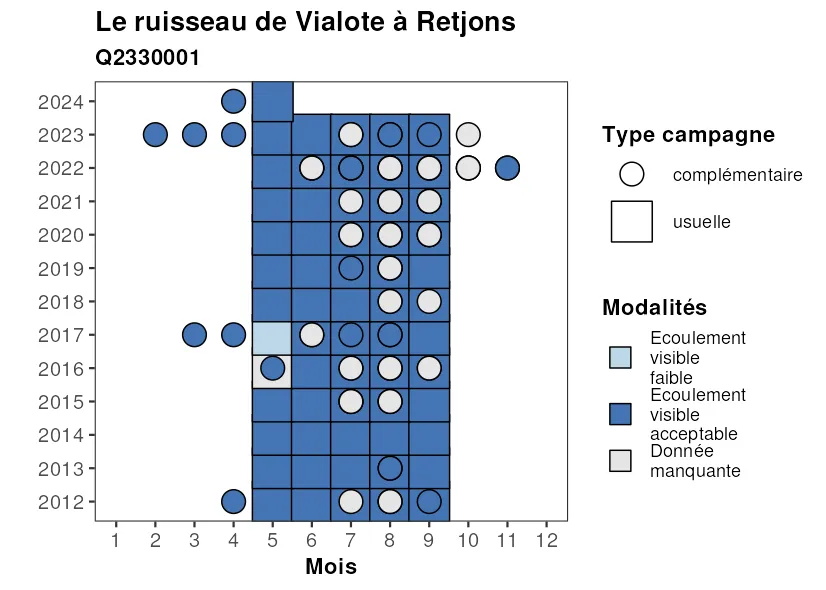 Le ruisseau de Vialote à Retjons
Q2330001
2024
2023
2022
2021
2020
2019
2018
2017
2016
2015
2014
2013
2012
1 2 3 4 5 6 7 8 9 10 11 12
Mois
Type campagne
complémentaire
usuelle
Modalités
Ecoulement
visible
faible
Ecoulement
visible
acceptable
Donnée
manquante